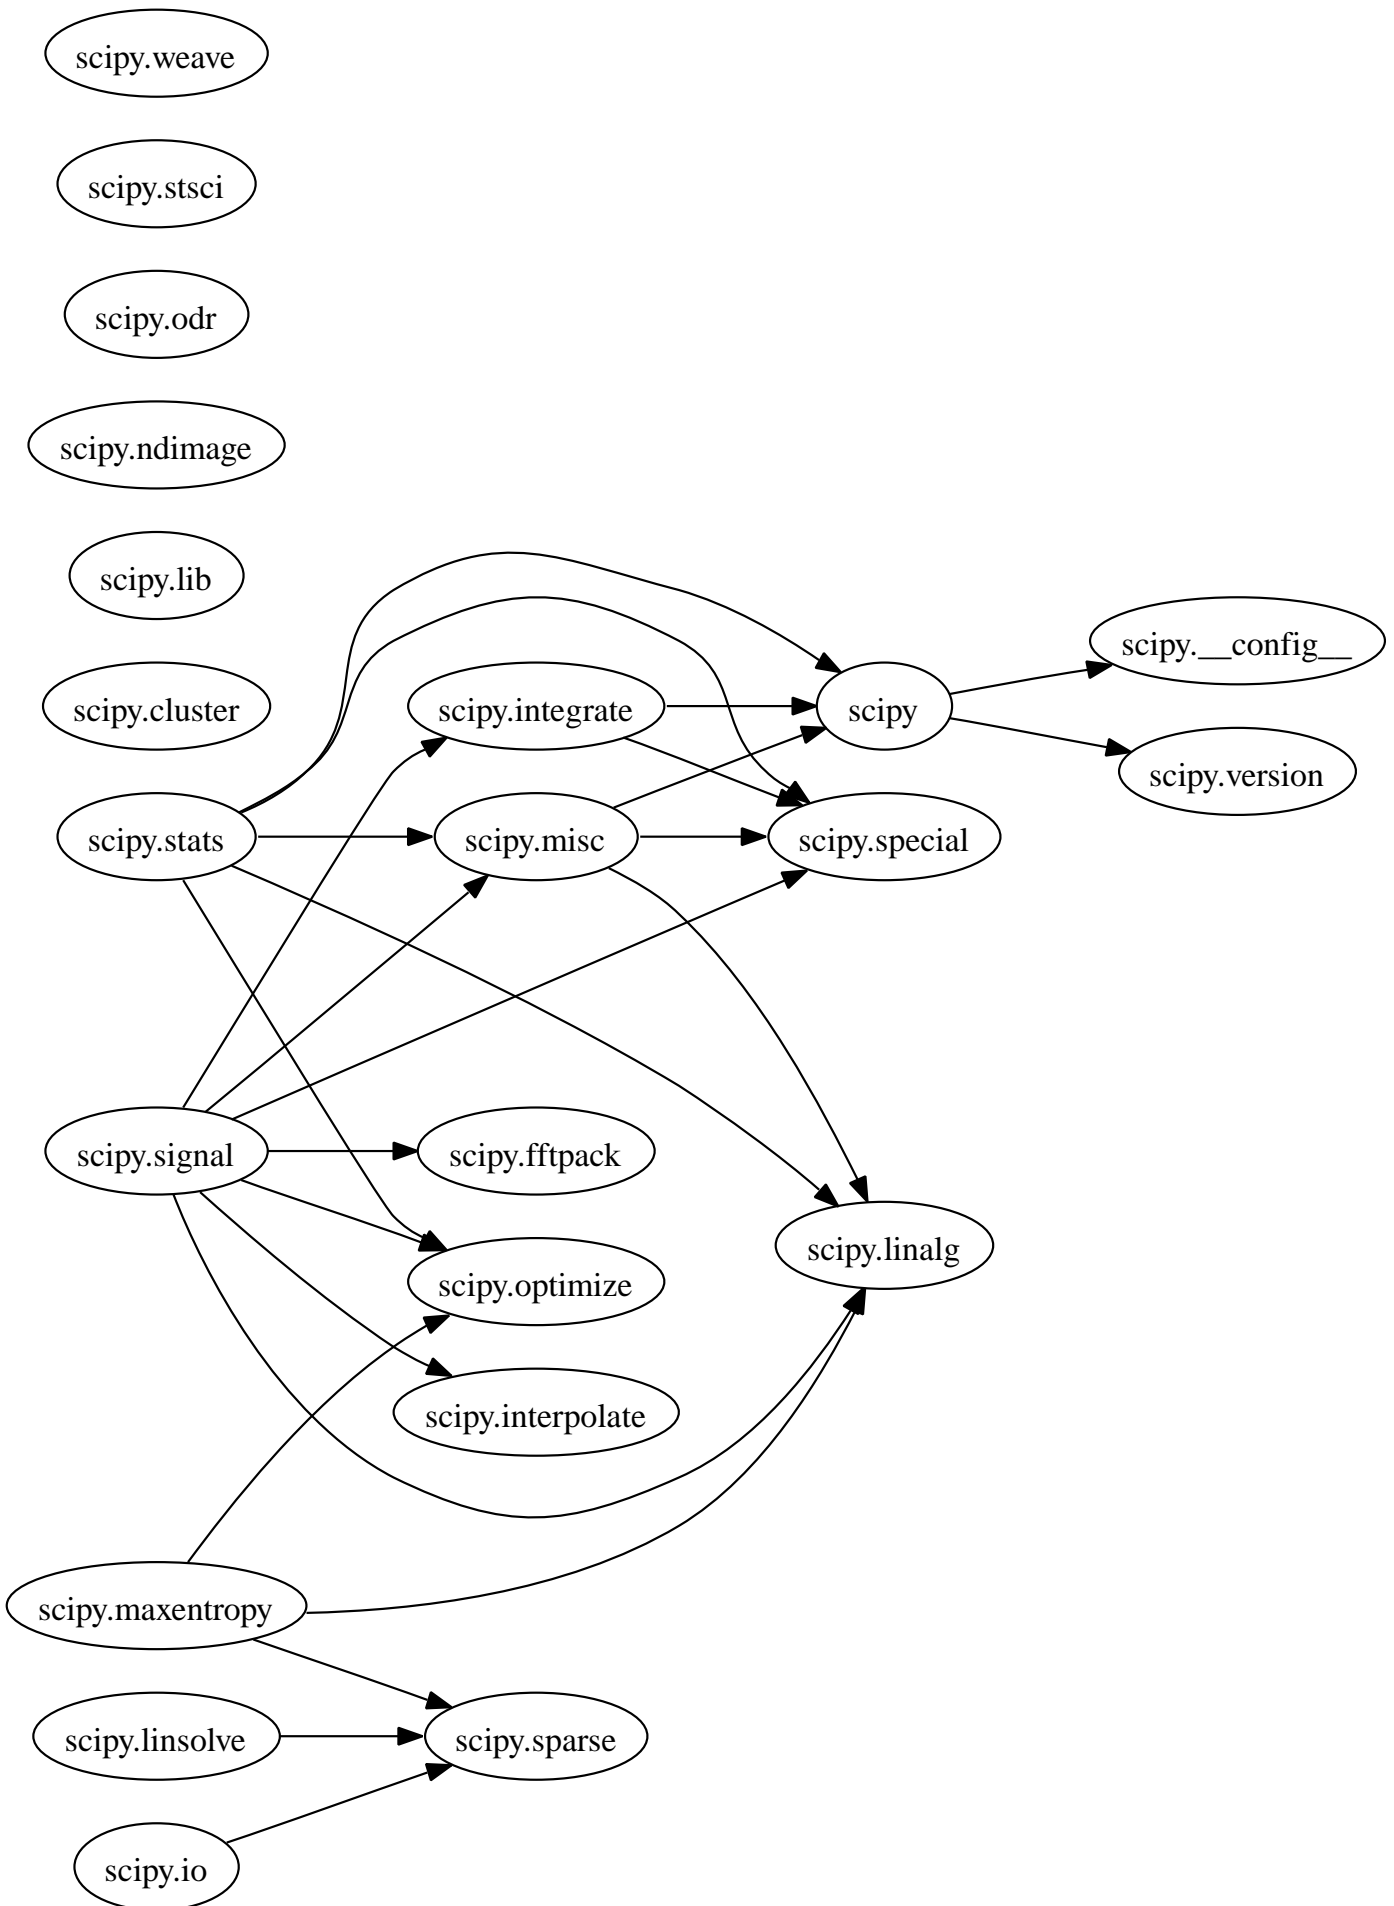 scipy.weave
scipy.stsci
scipy.odr
scipy.ndimage
scipy.lib
scipy.cluster
scipy.stats
scipy.signal
scipy.maxentropy
scipy.linsolve
scipy.io
scipy.integrate
scipy.misc
scipy.fftpack
scipy.optimize
scipy.interpolate
scipy.sparse
scipy
scipy.special
scipy.linalg
scipy.__config__
scipy.version